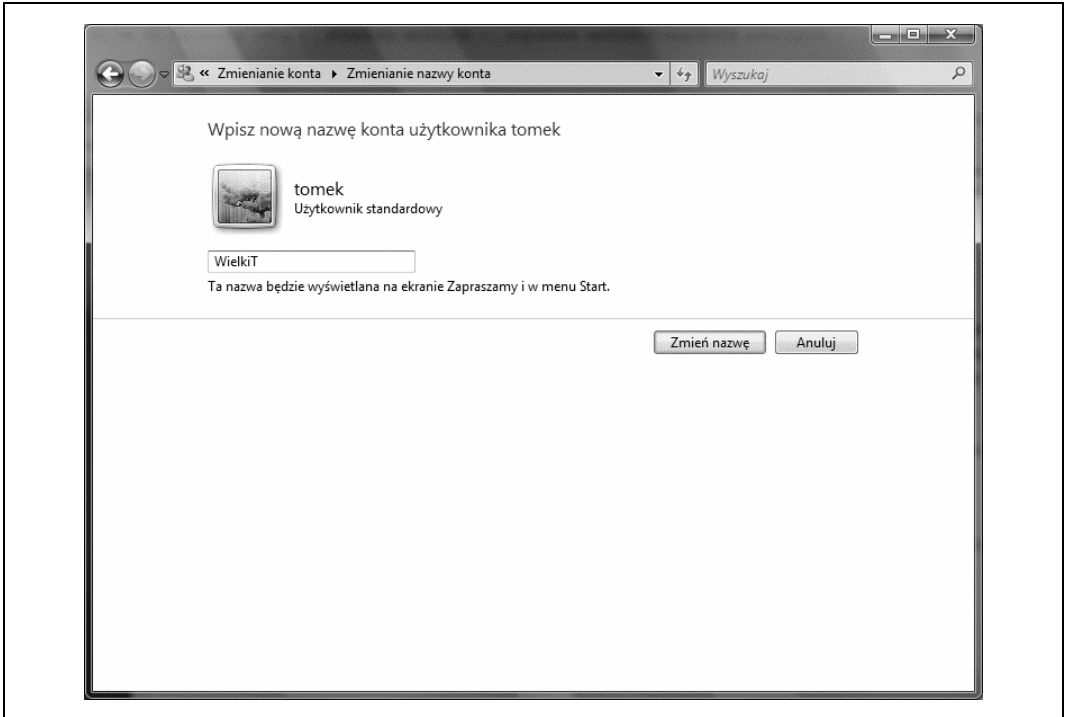 « Zmienianie konta ▸ Zmienianie nazwy konta
Wyszukaj
Wpisz nową nazwę konta użytkownika tomek
tomek
Użytkownik standardowy
WielkiT
Ta nazwa będzie wyświetlana na ekranie Zapraszamy i w menu Start.
Zmień nazwę Anuluj